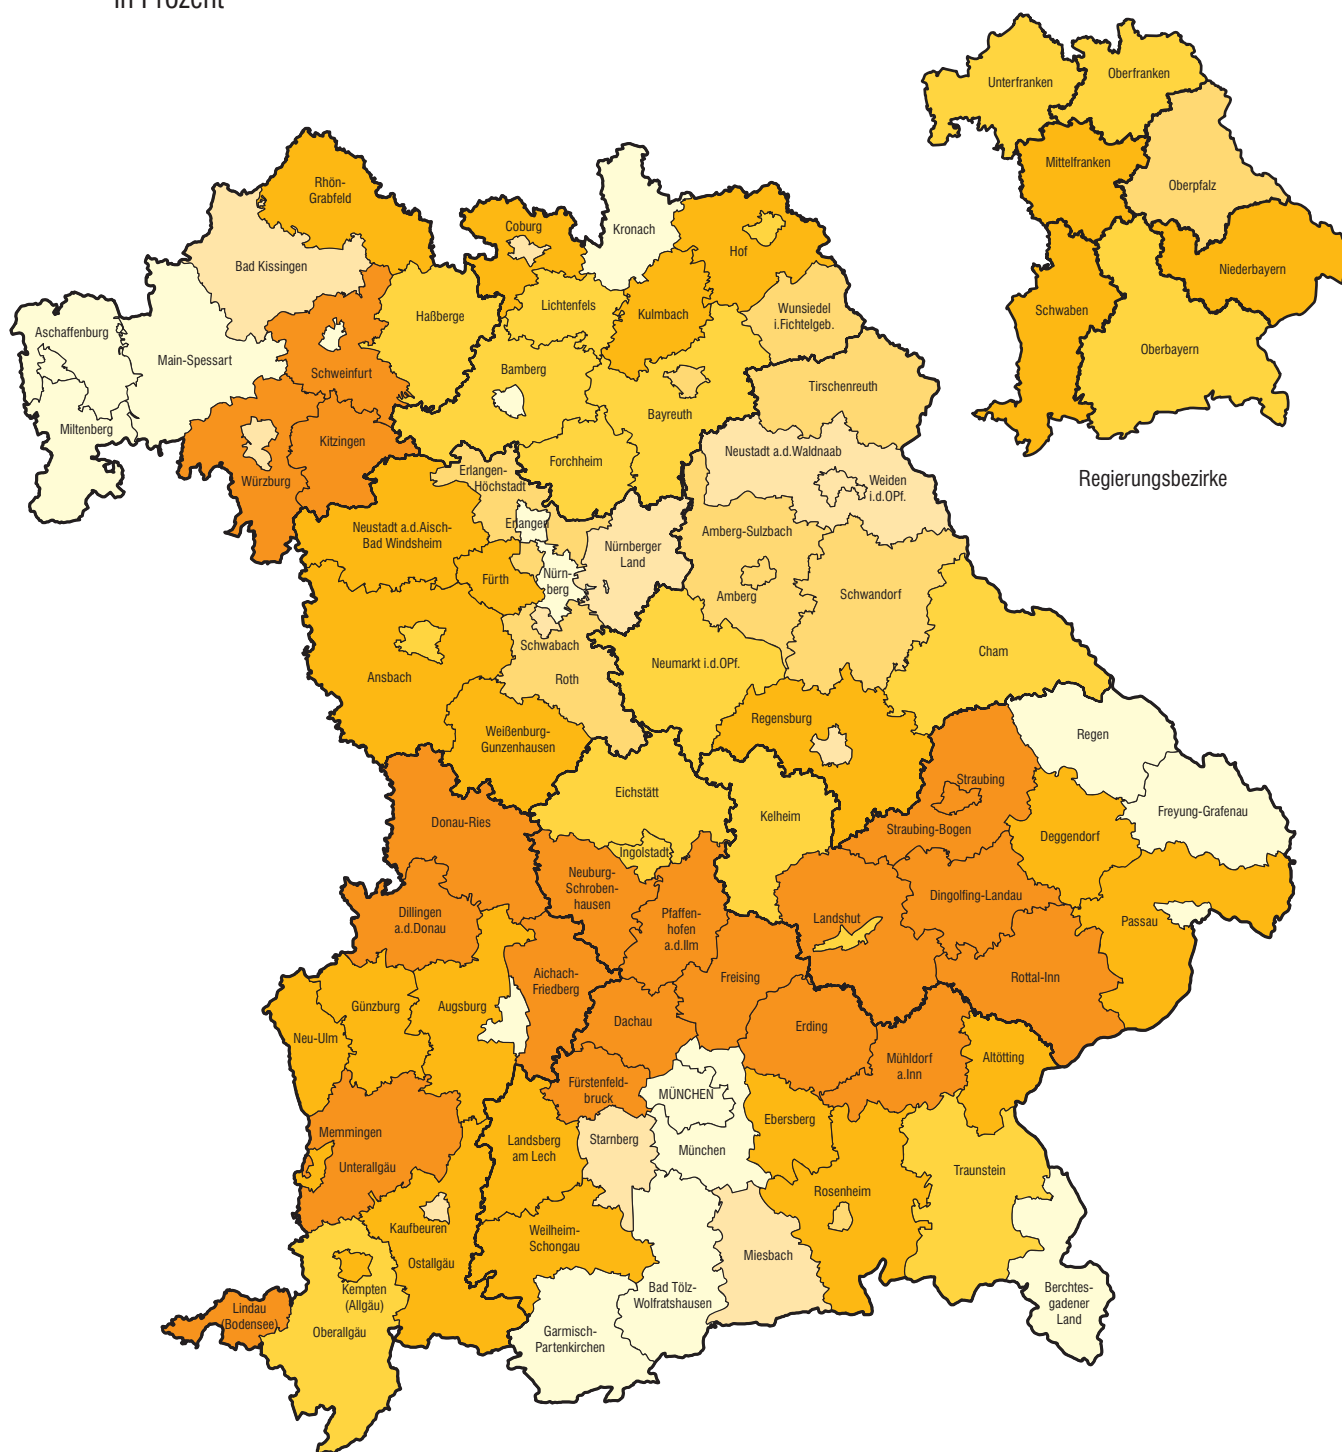 in Prozent
Unterfranken
Oberfranken
Mittelfranken
Oberpfalz
Niederbayern
Schwaben
Oberbayern
Regierungsbezirke
Rhön-
Grabfeld
Coburg
Kronach
Hof
Bad Kissingen
Lichtenfels
Kulmbach
Wunsiedel
i.Fichtelgeb.
Haßberge
Aschaffenburg
Main-Spessart
Schweinfurt
Bamberg
Tirschenreuth
Miltenberg
Bayreuth
Kitzingen
Würzburg
Forchheim
Neustadt a.d.Waldnaab
Weiden
i.d.OPf.
Erlangen-
Höchstadt
Neustadt a.d.Aisch-
Bad Windsheim
Erlangen
Nürnberger
Land
Amberg-Sulzbach
Fürth
Nürn-
berg
Amberg
Schwandorf
Schwabach
Roth
Neumarkt i.d.OPf.
Cham
Ansbach
Weißenburg-
Gunzenhausen
Regensburg
Regen
Eichstätt
Straubing
Freyung-Grafenau
Donau-Ries
Kelheim
Straubing-Bogen
Deggendorf
Ingolstadt
Neuburg-
Schroben-
hausen
Dingolfing-Landau
Dillingen
a.d.Donau
Pfaffen-
hofen
a.d.Ilm
Landshut
Passau
Aichach-
Friedberg
Freising
Rottal-Inn
Günzburg
Augsburg
Dachau
Erding
Neu-Ulm
Mühldorf
a.Inn
Altötting
Fürstenfeld-
bruck
MÜNCHEN
Ebersberg
Memmingen
Unterallgäu
Landsberg
am Lech
Starnberg
München
Traunstein
Rosenheim
Kaufbeuren
Weilheim-
Schongau
Miesbach
Ostallgäu
Kempten
(Allgäu)
Bad Tölz-
Wolfratshausen
Berchtes-
gadener
Land
Lindau
(Bodensee)
Oberallgäu
Garmisch-
Partenkirchen